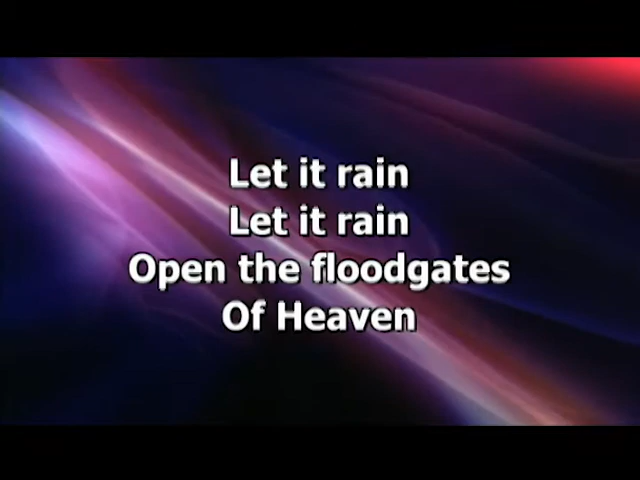 Let it rain
Let it rain
Open the floodgates
Of Heaven